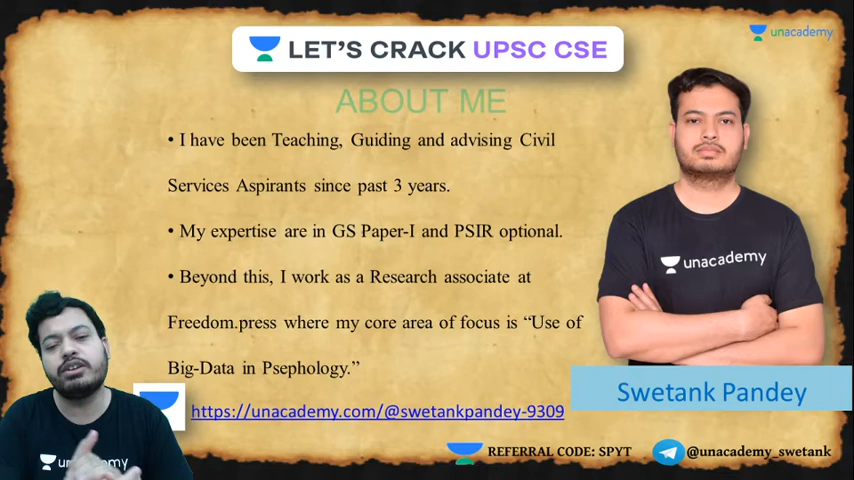 LET'S CRACK UPSC CSE
unacademy
ABOUT ME
• I have been Teaching, Guiding and advising Civil
Services Aspirants since past 3 years.
• My expertise are in GS Paper-I and PSIR optional.
• Beyond this, I work as a Research associate at
Freedom.press where my core area of focus is “Use of
Big-Data in Psephology.”
unacademy
Swetank Pandey
https://unacademy.com/@swetankpandey-9309
REFERRAL CODE: SPYT
@unacademy_swetank